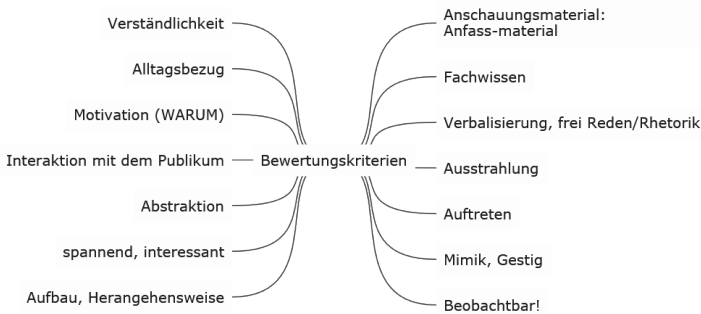 Verständlichkeit
Alltagsbezug
Motivation (WARUM)
Interaktion mit dem Publikum
Abstraktion
spannend, interessant
Aufbau, Herangehensweise
Bewertungskriterien
Anschauungsmaterial:
Anfass-material
Fachwissen
Verbalisierung, frei Reden/Rhetorik
Ausstrahlung
Auftreten
Mimik, Gestig
Beobachtbar!